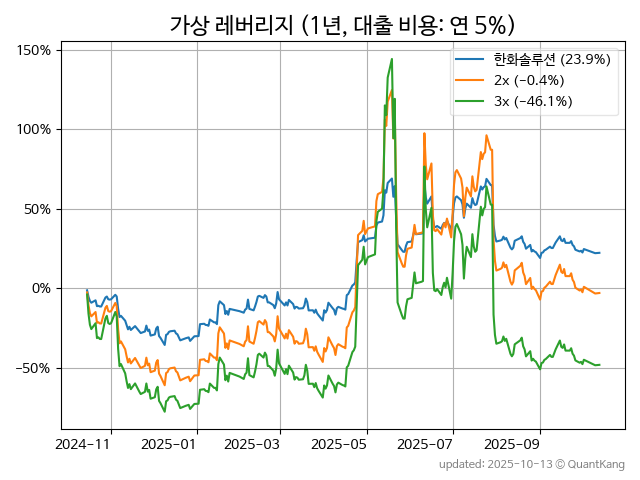 가상 레버리지 (1년, 대출 비용: 연 5%)
한화솔루션 (23.9%)
2x (−0.4%)
3x (−46.1%)
150%
100%
50%
0%
−50%
2024-11 2025-01 2025-03 2025-05 2025-07 2025-09
updated: 2025-10-13 © QuantKang